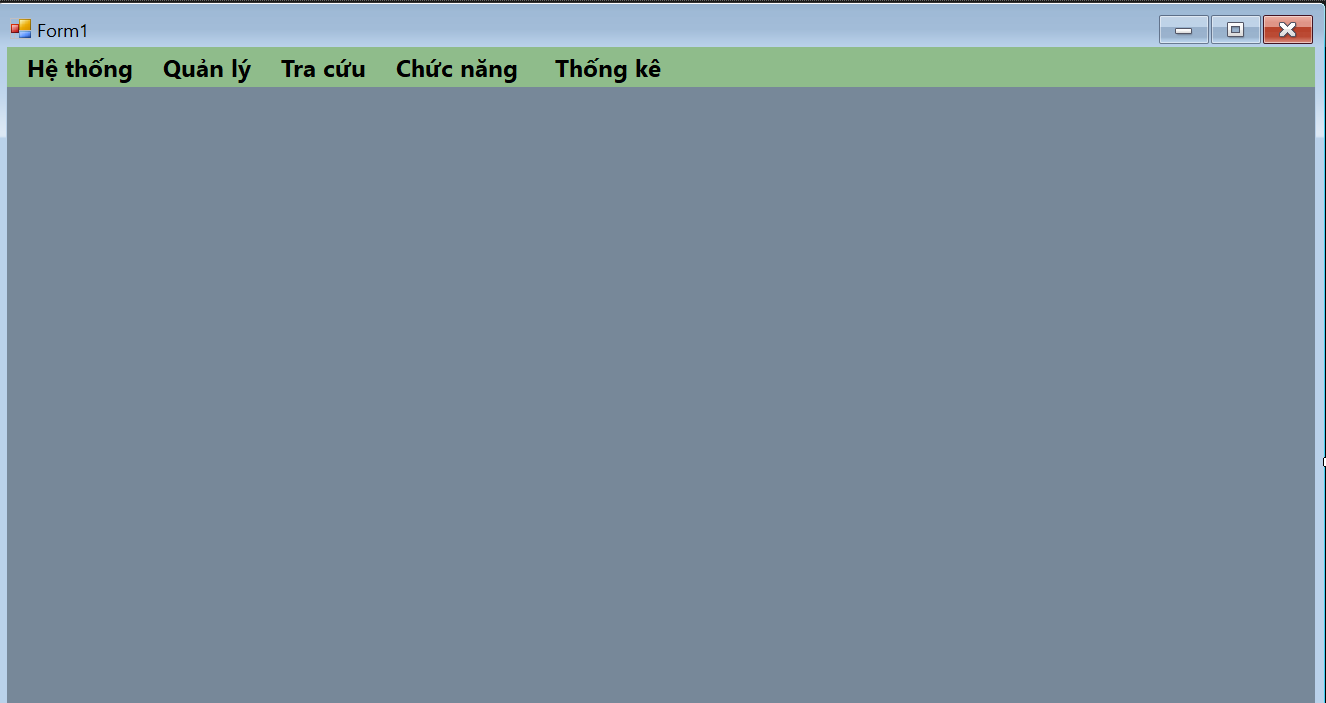 Form1
Hệ thống Quản lý Tra cứu Chức năng Thống kê